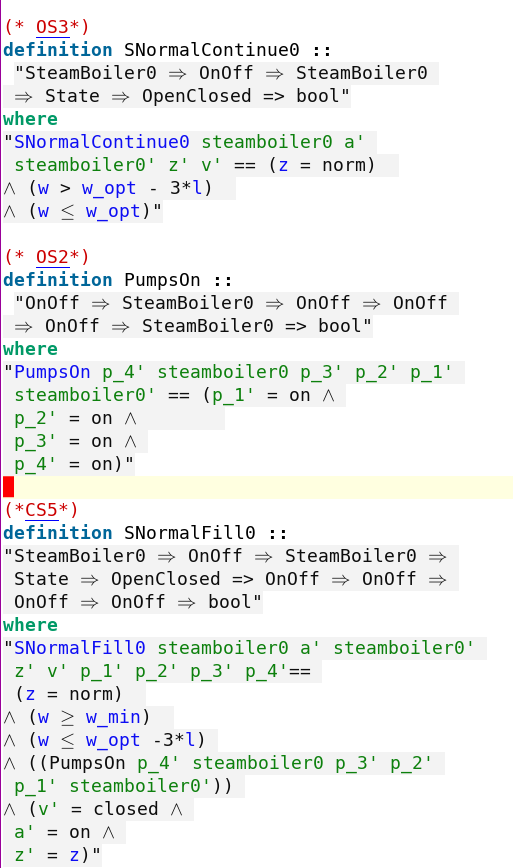 (* OS3*)
definition SNormalContinue0 ::
"SteamBoiler0 ⇒ OnOff ⇒ SteamBoiler0
⇒ State ⇒ OpenClosed => bool"
where
"SNormalContinue0 steamboiler0 a'
steamboiler0' z' v' == (z = norm)
∧ (w > w_opt - 3*l)
∧ (w ≤ w_opt)"
(* OS2*)
definition PumpsOn ::
"OnOff ⇒ SteamBoiler0 ⇒ OnOff ⇒ OnOff
⇒ OnOff ⇒ SteamBoiler0 => bool"
where
"PumpsOn p_4' steamboiler0 p_3' p_2' p_1'
steamboiler0' == (p_1' = on ∧
p_2' = on ∧
p_3' = on ∧
p_4' = on)"
(*CS5*)
definition SNormalFill0 ::
"SteamBoiler0 ⇒ OnOff ⇒ SteamBoiler0 ⇒
State ⇒ OpenClosed => OnOff ⇒ OnOff ⇒
OnOff ⇒ OnOff ⇒ bool"
where
"SNormalFill0 steamboiler0 a' steamboiler0'
z' v' p_1' p_2' p_3' p_4'==
(z = norm)
∧ (w ≥ w_min)
∧ (w ≤ w_opt -3*l)
∧ ((PumpsOn p_4' steamboiler0 p_3' p_2'
p_1' steamboiler0'))
∧ (v' = closed ∧
a' = on ∧
z' = z)"